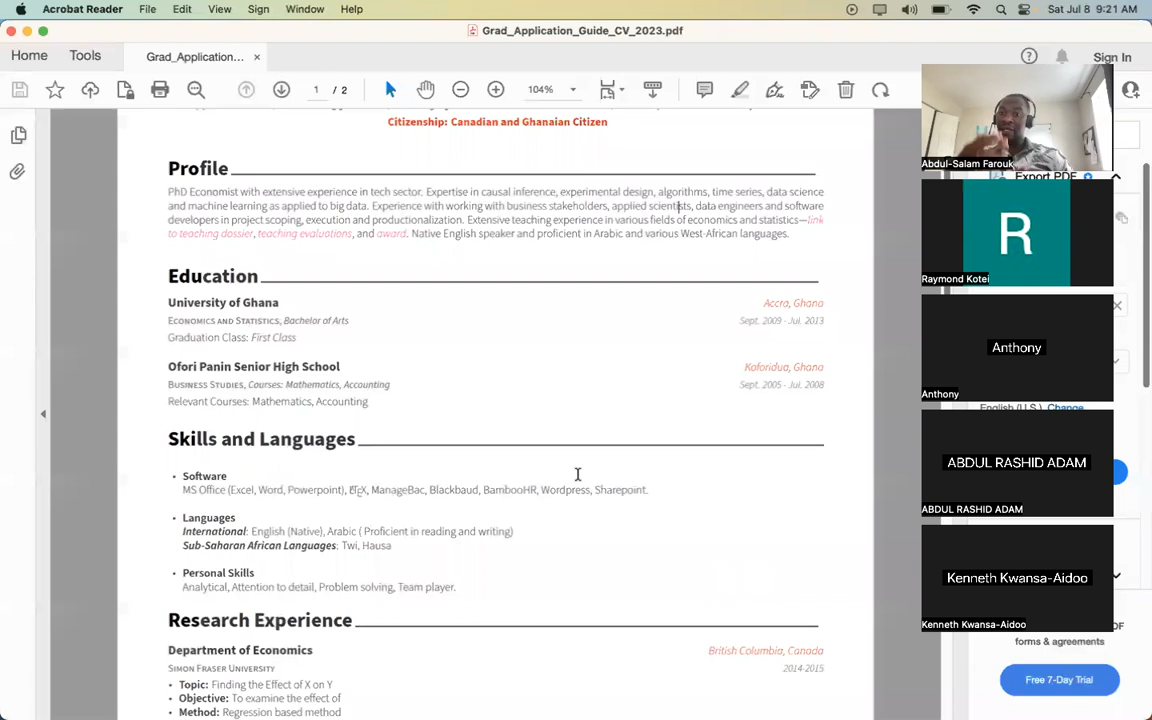 Acrobat Reader File Edit View Sign Window Help Sat Jul 8 9:21 AM
Grad_Application_Guide_CV_2023.pdf
Home Tools Grad_Application... × Sign In
1 / 2 104%
Citizenship: Canadian and Ghanaian Citizen
Profile
PhD Economist with extensive experience in tech sector. Expertise in causal inference, experimental design, algorithms, time series, data science
and machine learning as applied to big data. Experience with working with business stakeholders, applied scientists, data engineers and software
developers in project scoping, execution and productionalization. Extensive teaching experience in various fields of economics and statistics—link
to teaching dossier, teaching evaluations, and award. Native English speaker and proficient in Arabic and various West-African languages.
Education
University of Ghana Accra, Ghana
Economics and Statistics, Bachelor of Arts Sept. 2009 - Jul. 2013
Graduation Class: First Class
Ofori Panin Senior High School Koforidua, Ghana
Business Studies, Courses: Mathematics, Accounting Sept. 2005 - Jul. 2008
Relevant Courses: Mathematics, Accounting
Skills and Languages
• Software
MS Office (Excel, Word, Powerpoint), LaTeX, ManageBac, Blackbaud, BambooHR, Wordpress, Sharepoint.
• Languages
International: English (Native), Arabic ( Proficient in reading and writing)
Sub-Saharan African Languages: Twi, Hausa
• Personal Skills
Analytical, Attention to detail, Problem solving, Team player.
Research Experience
Department of Economics British Columbia, Canada
Simon Fraser University 2014-2015
• Topic: Finding the Effect of X on Y
• Objective: To examine the effect of
• Method: Regression based method
Abdul-Salam Farouk
Export PDF
R
Raymond Kotei
Anthony
Anthony
English (U.S.) Change
ABDUL RASHID ADAM
ABDUL RASHID ADAM
Kenneth Kwansa-Aidoo
Kenneth Kwansa-Aidoo
forms & agreements
Free 7-Day Trial